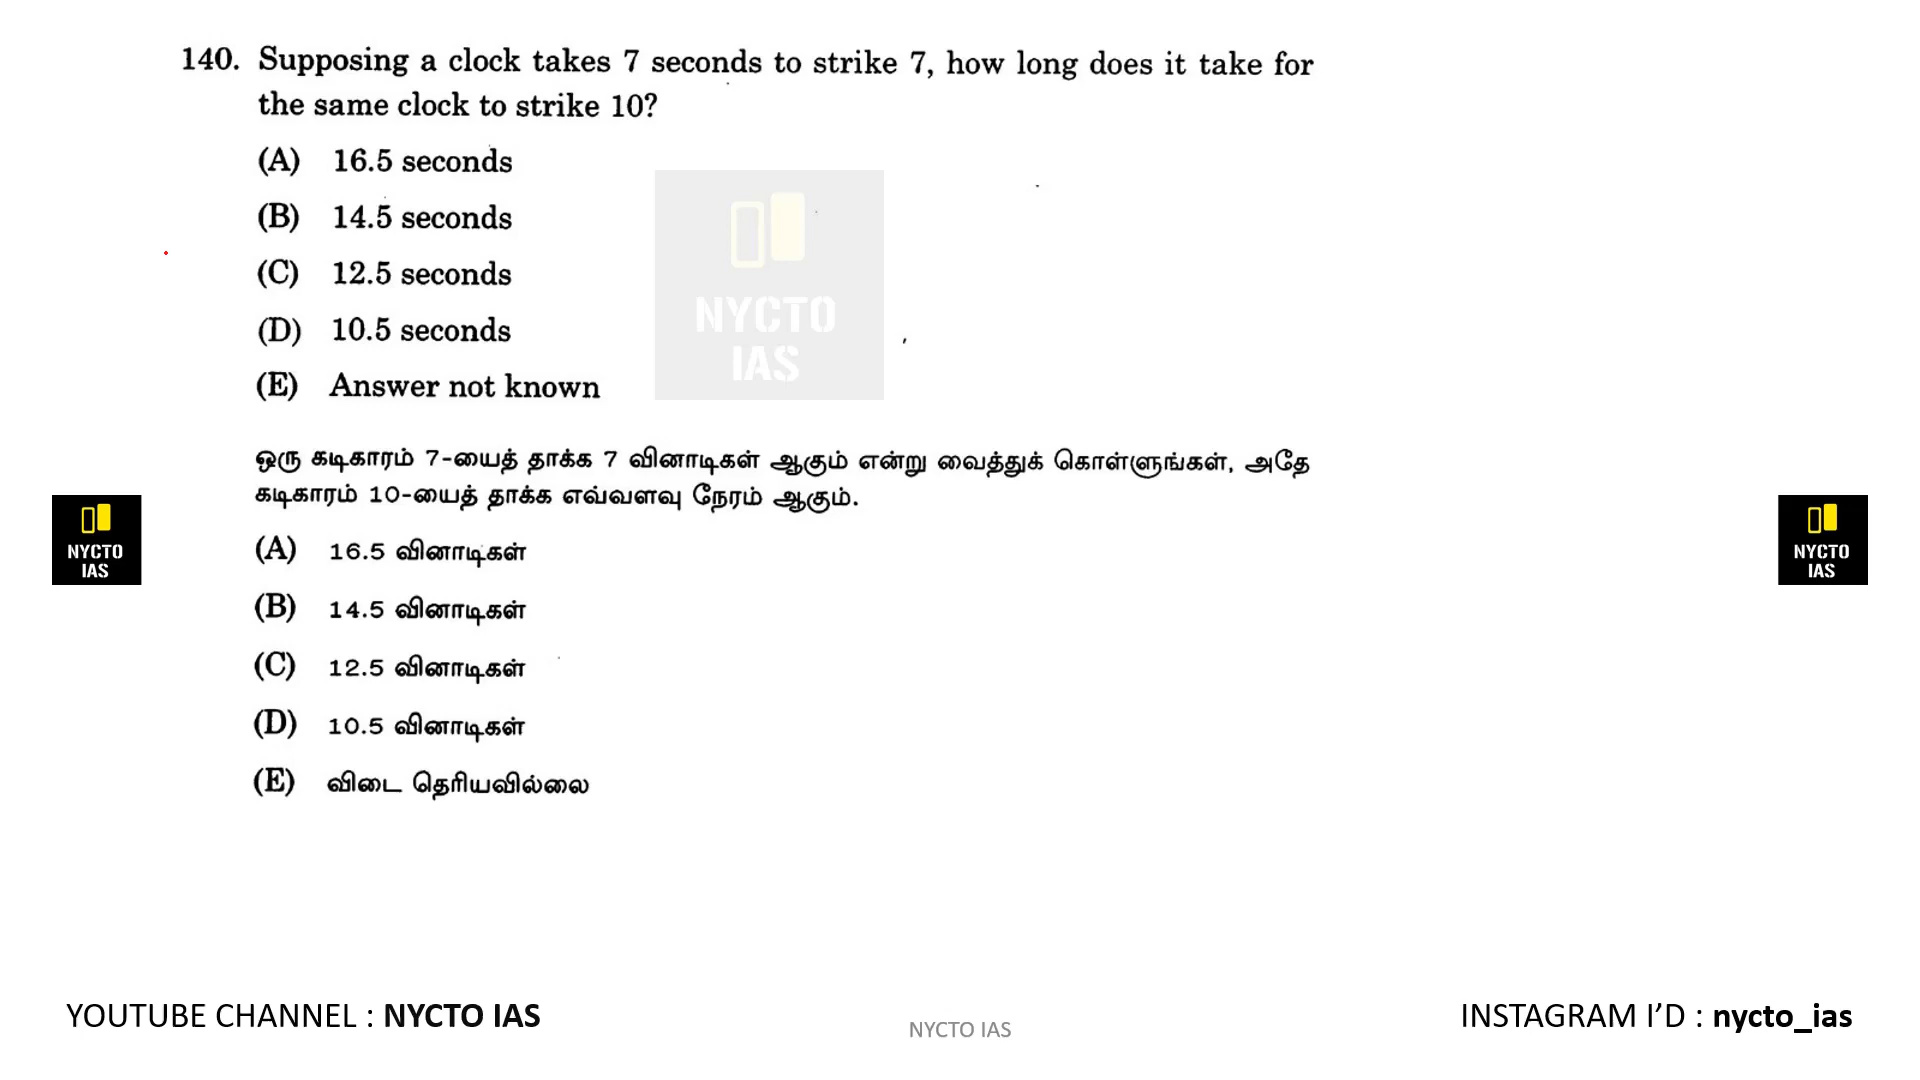 140. Supposing a clock takes 7 seconds to strike 7, how long does it take for
the same clock to strike 10?
(A) 16.5 seconds
(B) 14.5 seconds
(C) 12.5 seconds
(D) 10.5 seconds
(E) Answer not known
NYCTO
IAS
ஒரு கடிகாரம் 7-யைத் தாக்க 7 வினாடிகள் ஆகும் என்று வைத்துக் கொள்ளுங்கள், அதே
கடிகாரம் 10-யைத் தாக்க எவ்வளவு நேரம் ஆகும்.
(A) 16.5 வினாடிகள்
(B) 14.5 வினாடிகள்
(C) 12.5 வினாடிகள்
(D) 10.5 வினாடிகள்
(E) விடை தெரியவில்லை
NYCTO
IAS
NYCTO
IAS
YOUTUBE CHANNEL : NYCTO IAS
NYCTO IAS
INSTAGRAM I’D : nycto_ias